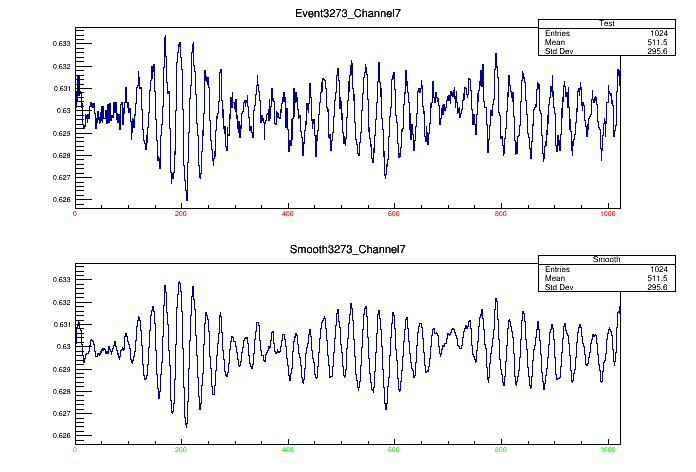 Event3273_Channel7
Test
Entries 1024
Mean 511.5
Std Dev 295.6
0.633
0.632
0.631
0.63
0.629
0.628
0.627
0.626
0 200 400 600 800 1000
Smooth3273_Channel7
Smooth
Entries 1024
Mean 511.5
Std Dev 295.6
0.633
0.632
0.631
0.63
0.629
0.628
0.627
0.626
0 200 400 600 800 1000